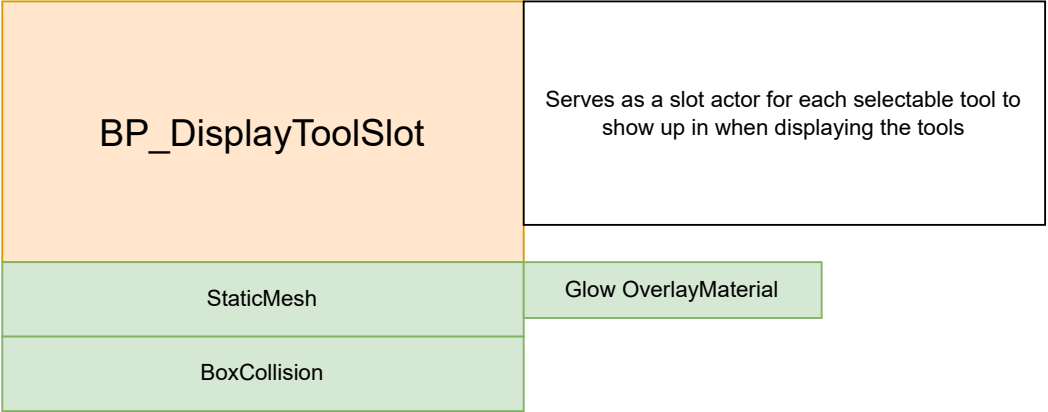 BP_DisplayToolSlot
Serves as a slot actor for each selectable tool to
show up in when displaying the tools
StaticMesh
Glow OverlayMaterial
BoxCollision